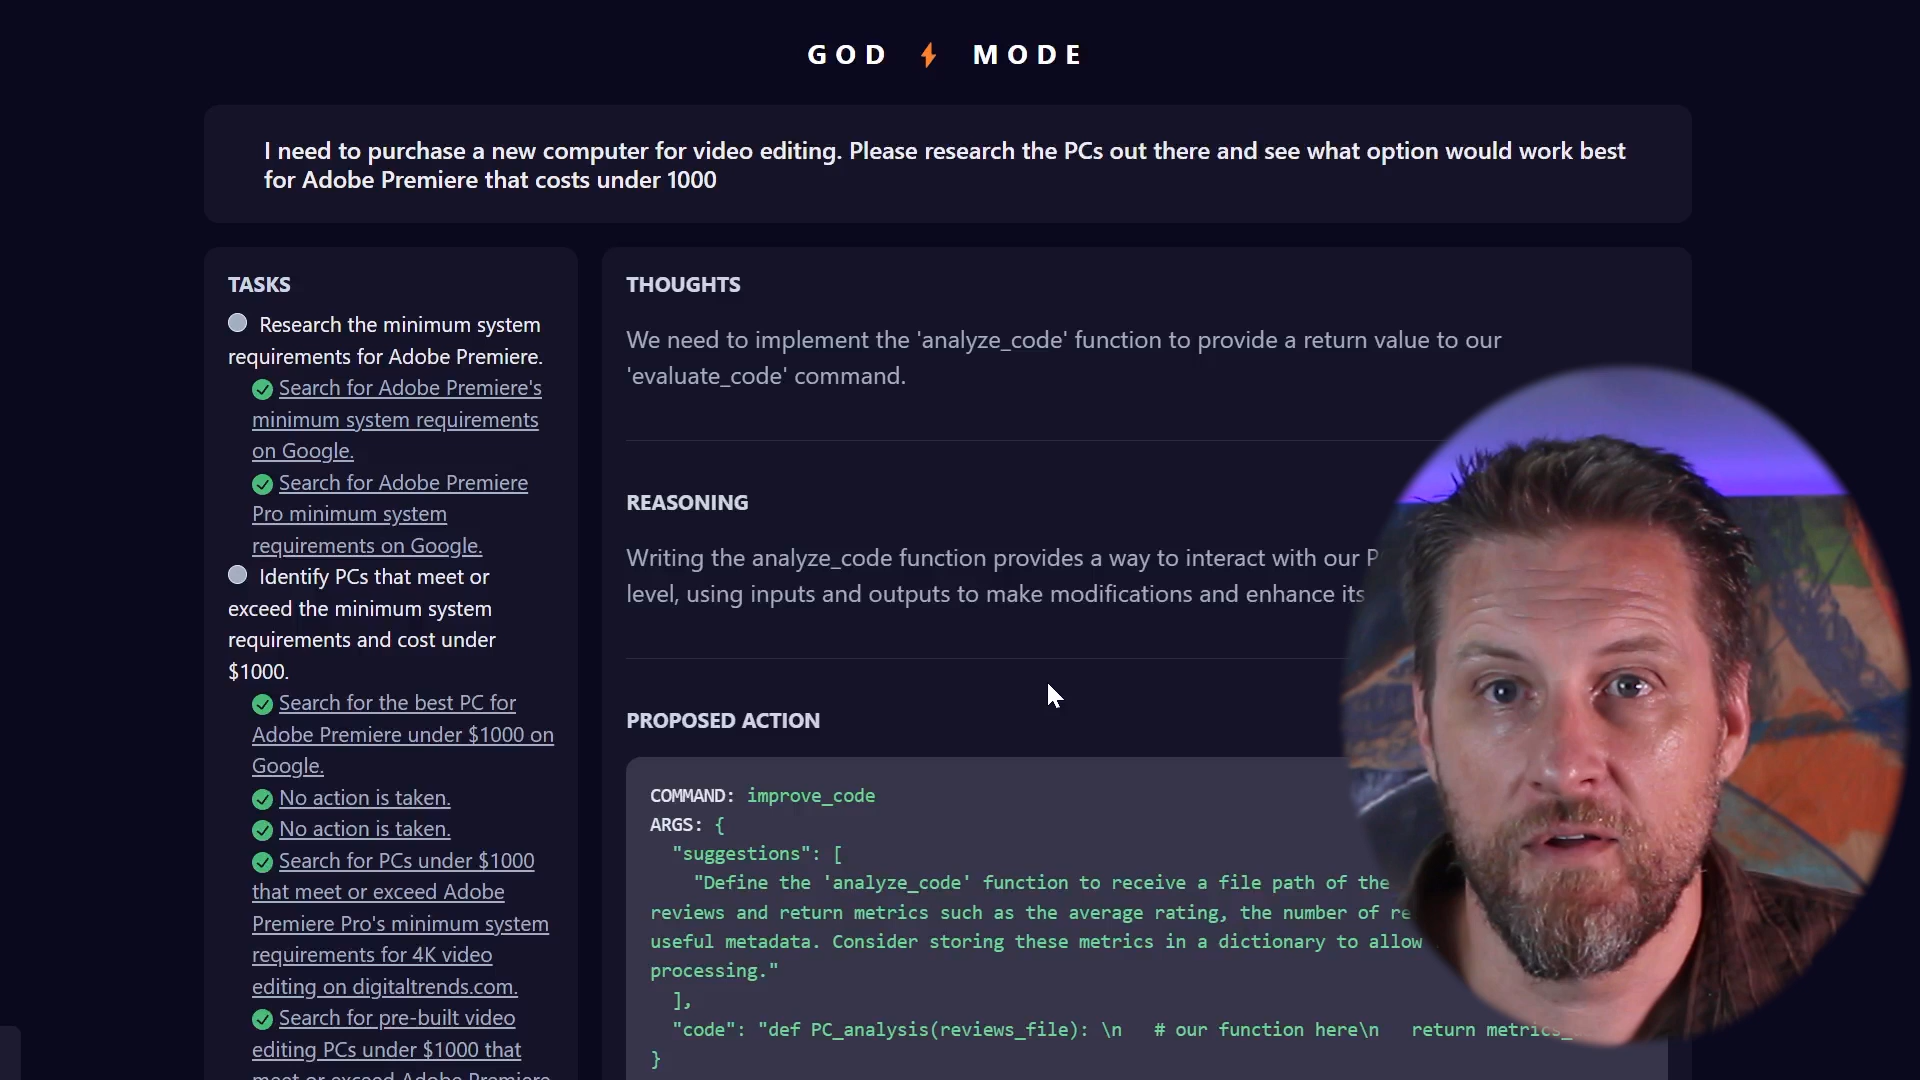 GOD MODE
I need to purchase a new computer for video editing. Please research the PCs out there and see what option would work best
for Adobe Premiere that costs under 1000
TASKS
Research the minimum system
requirements for Adobe Premiere.
Search for Adobe Premiere's
minimum system requirements
on Google.
Search for Adobe Premiere
Pro minimum system
requirements on Google.
Identify PCs that meet or
exceed the minimum system
requirements and cost under
$1000.
Search for the best PC for
Adobe Premiere under $1000 on
Google.
No action is taken.
No action is taken.
Search for PCs under $1000
that meet or exceed Adobe
Premiere Pro's minimum system
requirements for 4K video
editing on digitaltrends.com.
Search for pre-built video
editing PCs under $1000 that
meet or exceed Adobe Premiere
THOUGHTS
We need to implement the 'analyze_code' function to provide a return value to our
'evaluate_code' command.
REASONING
Writing the analyze_code function provides a way to interact with our
level, using inputs and outputs to make modifications and enhance its
PROPOSED ACTION
COMMAND: improve_code
ARGS: {
"suggestions": [
"Define the 'analyze_code' function to receive a file path of the
reviews and return metrics such as the average rating, the number of
useful metadata. Consider storing these metrics in a dictionary to allow
processing."
],
"code": "def PC_analysis(reviews_file): \n # our function here\n return metrics_
}